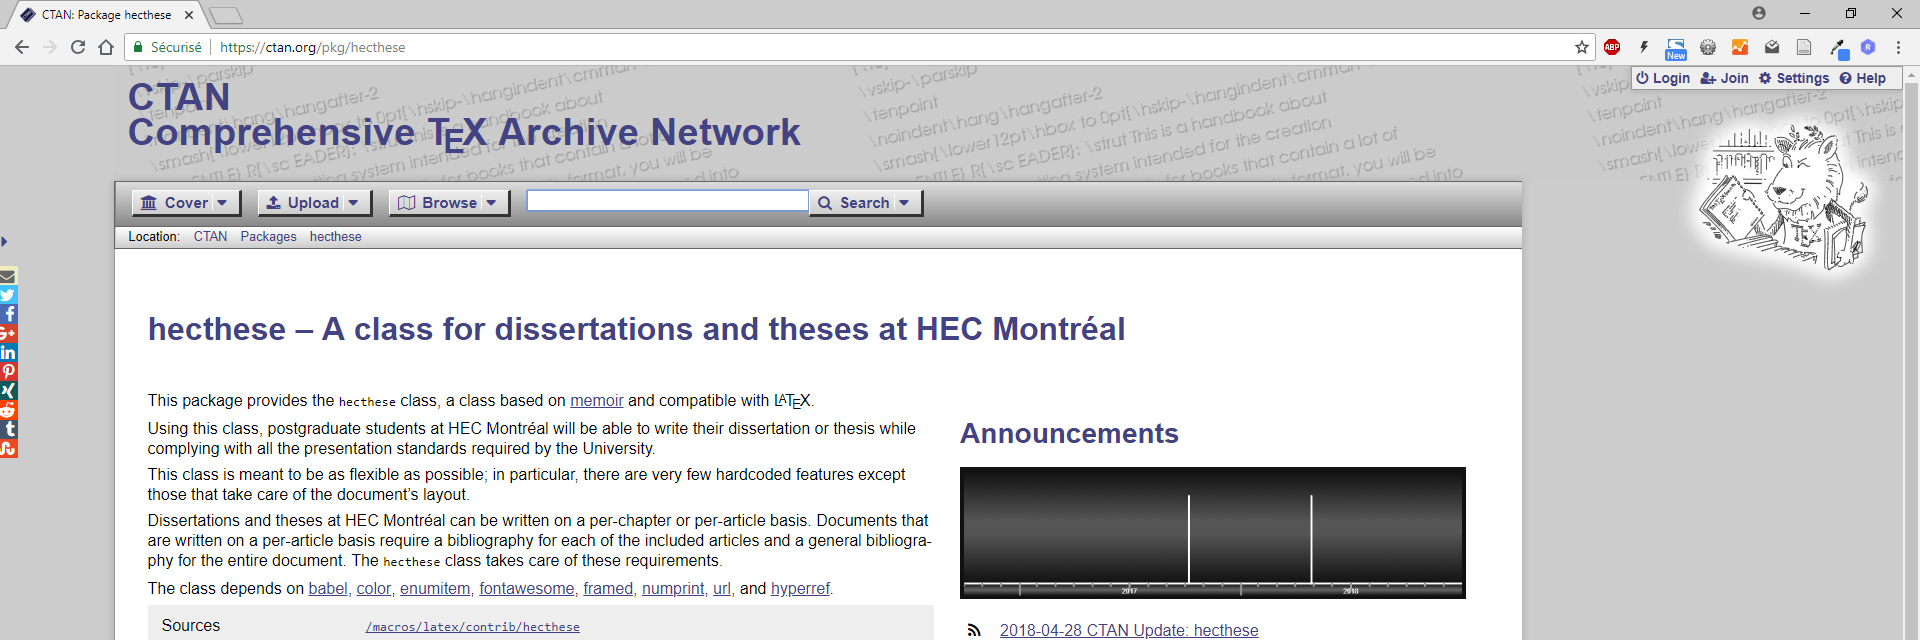 CTAN: Package hecthese
Sécurisé https://ctan.org/pkg/hecthese
ABP
New
Login Join Settings Help
CTAN
Comprehensive TEX Archive Network
Cover Upload Browse Search
Location: CTAN Packages hecthese
TEX
hecthese – A class for dissertations and theses at HEC Montréal
This package provides the hecthese class, a class based on memoir and compatible with LATEX.
Using this class, postgraduate students at HEC Montréal will be able to write their dissertation or thesis while
complying with all the presentation standards required by the University.
This class is meant to be as flexible as possible; in particular, there are very few hardcoded features except
those that take care of the document’s layout.
Dissertations and theses at HEC Montréal can be written on a per-chapter or per-article basis. Documents that
are written on a per-article basis require a bibliography for each of the included articles and a general bibliogra-
phy for the entire document. The hecthese class takes care of these requirements.
The class depends on babel, color, enumitem, fontawesome, framed, numprint, url, and hyperref.
Sources /macros/latex/contrib/hecthese
Announcements
2017 2018
2018-04-28 CTAN Update: hecthese